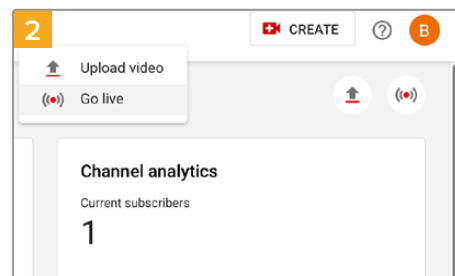 2
CREATE
?
B
Upload video
Go live
Channel analytics
Current subscribers
1